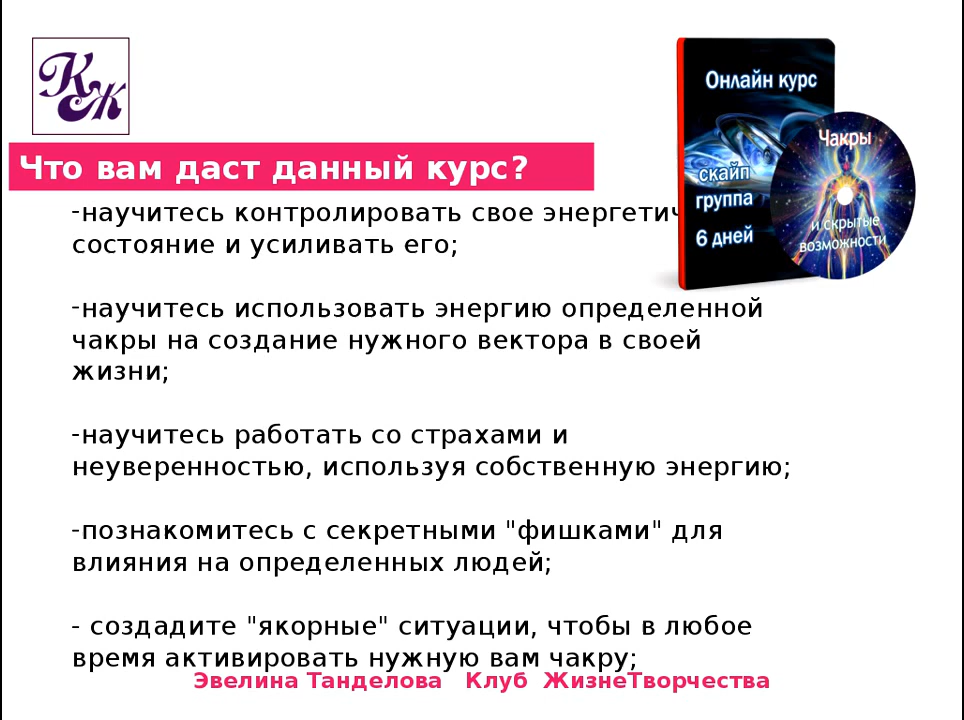 КЖ
Онлайн курс
скайп
группа
6 дней
Чакры
и скрытые
возможности
Что вам даст данный курс?
-научитесь контролировать свое энергетич
состояние и усиливать его;
-научитесь использовать энергию определенной
чакры на создание нужного вектора в своей
жизни;
-научитесь работать со страхами и
неуверенностью, используя собственную энергию;
-познакомитесь с секретными "фишками" для
влияния на определенных людей;
- создадите "якорные" ситуации, чтобы в любое
время активировать нужную вам чакру;
Эвелина Танделова Клуб ЖизнеТворчества